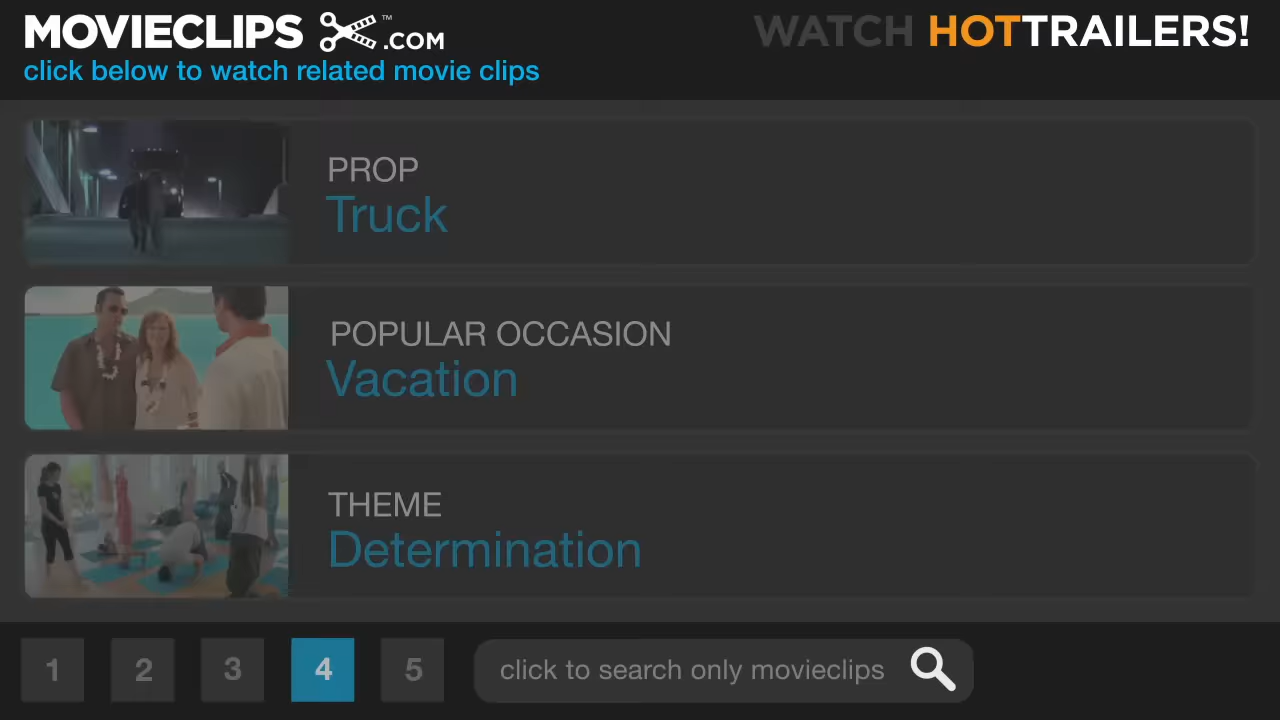 MOVIECLIPS™.COM
WATCH HOTTRAILERS!
click below to watch related movie clips
PROP
Truck
POPULAR OCCASION
Vacation
THEME
Determination
1 2 3 4 5
click to search only movieclips